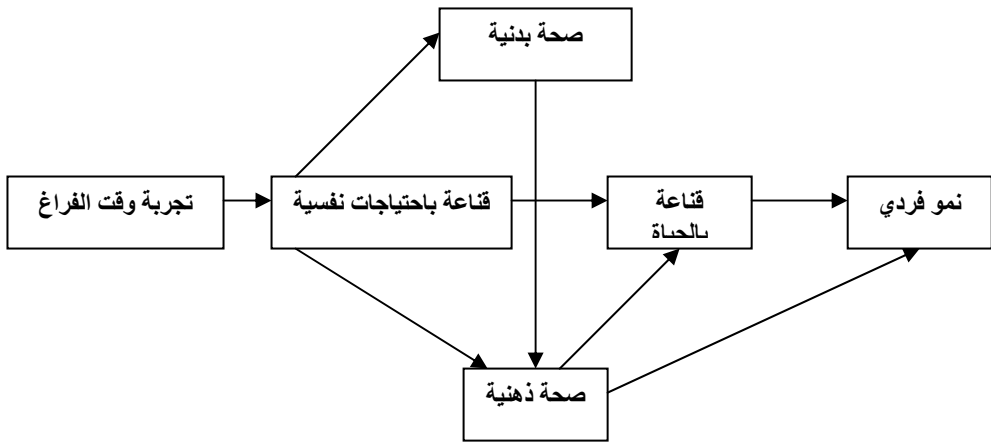 صحة بدنية
تجربة وقت الفراغ
قناعة باحتياجات نفسية
قناعة
بالحياة
نمو فردي
صحة ذهنية